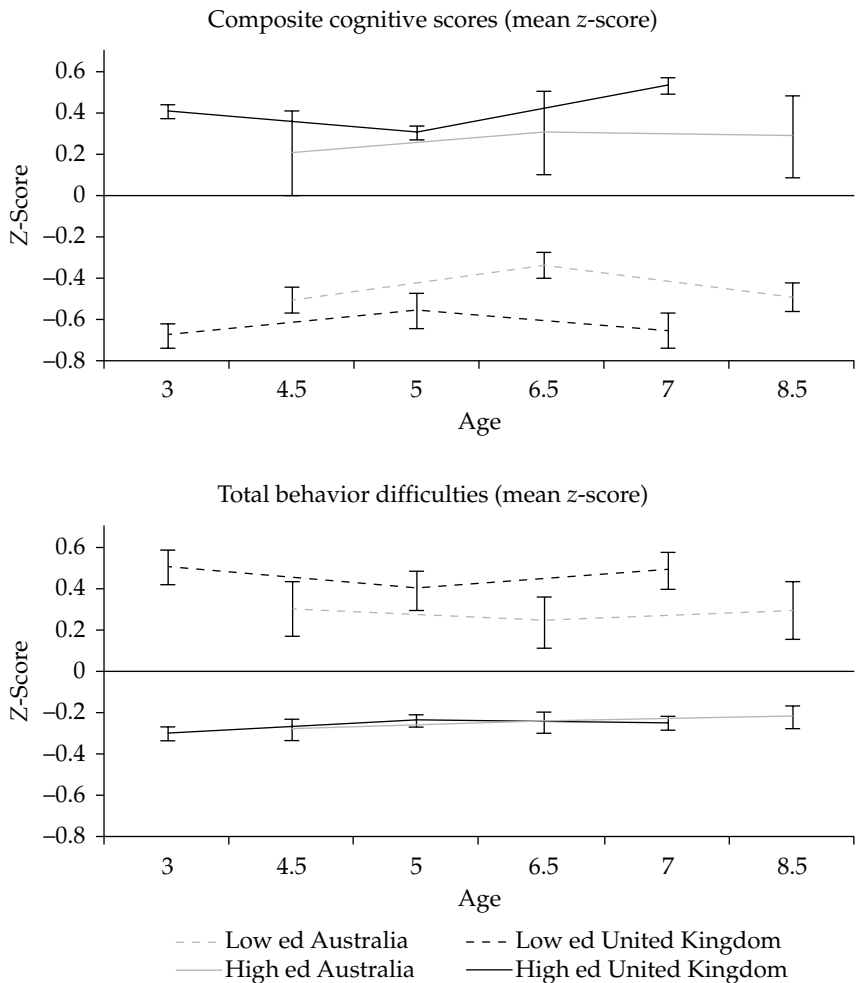 Composite cognitive scores (mean z-score)
0.6
0.4
0.2
0
–0.2
–0.4
–0.6
–0.8
Z-Score
3 4.5 5 6.5 7 8.5
Age
Total behavior difficulties (mean z-score)
0.6
0.4
0.2
0
–0.2
–0.4
–0.6
–0.8
Z-Score
3 4.5 5 6.5 7 8.5
Age
Low ed Australia Low ed United Kingdom
High ed Australia High ed United Kingdom